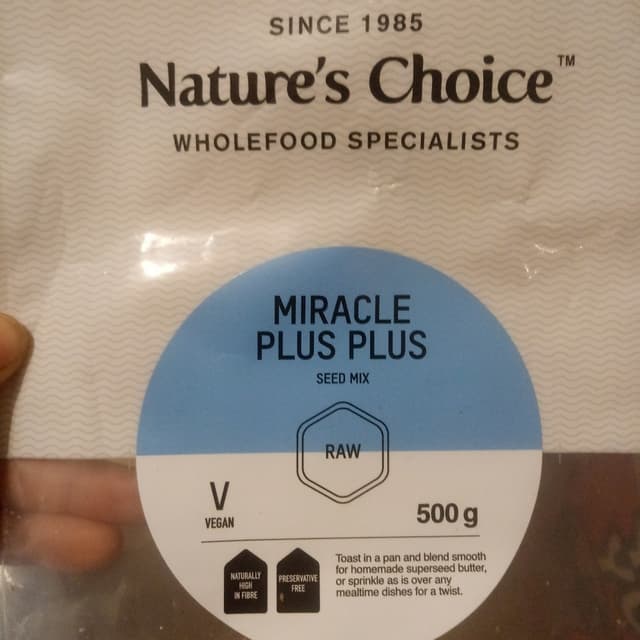 SINCE 1985
Nature's Choice™
WHOLEFOOD SPECIALISTS
MIRACLE
PLUS PLUS
SEED MIX
RAW
V
VEGAN
500 g
NATURALLY
HIGH
IN FIBRE
PRESERVATIVE
FREE
Toast in a pan and blend smooth
for homemade superseed butter,
or sprinkle as is over any
mealtime dishes for a twist.